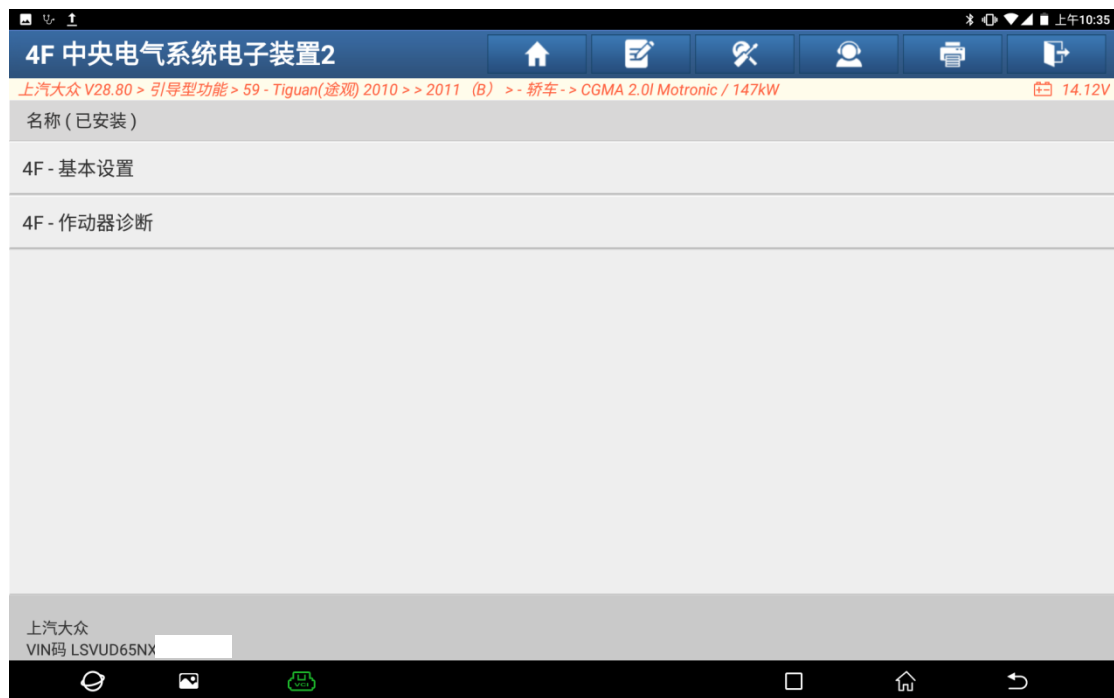 上午10:35
4F 中央电气系统电子装置2
上汽大众 V28.80 > 引导型功能 > 59 - Tiguan(途观) 2010 > > 2011（B）> - 轿车 - > CGMA 2.0l Motronic / 147kW 14.12V
名称 ( 已安装 )
4F - 基本设置
4F - 作动器诊断
上汽大众
VIN码 LSVUD65NX
VCI